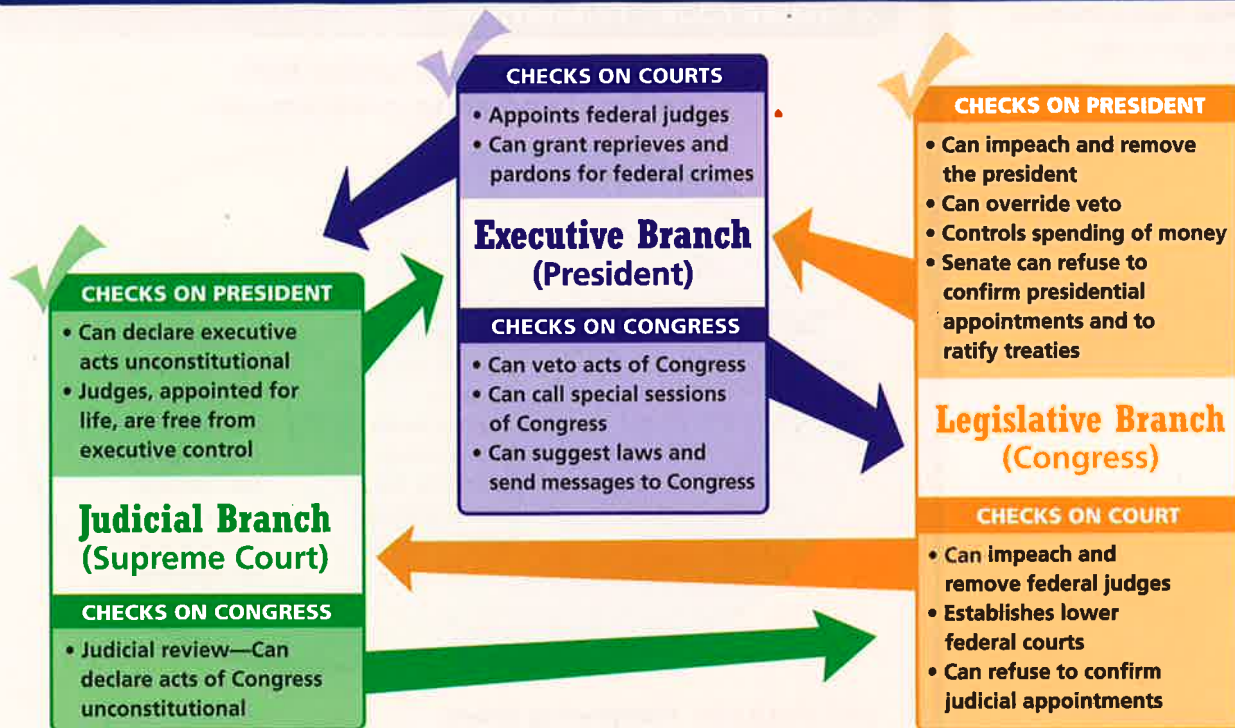 CHECKS ON COURTS
• Appoints federal judges
• Can grant reprieves and
pardons for federal crimes
Executive Branch
(President)
CHECKS ON CONGRESS
• Can veto acts of Congress
• Can call special sessions
of Congress
• Can suggest laws and
send messages to Congress
CHECKS ON PRESIDENT
• Can declare executive
acts unconstitutional
• Judges, appointed for
life, are free from
executive control
Judicial Branch
(Supreme Court)
CHECKS ON CONGRESS
• Judicial review—Can
declare acts of Congress
unconstitutional
CHECKS ON PRESIDENT
• Can impeach and remove
the president
• Can override veto
• Controls spending of money
• Senate can refuse to
confirm presidential
appointments and to
ratify treaties
Legislative Branch
(Congress)
CHECKS ON COURT
• Can impeach and
remove federal judges
• Establishes lower
federal courts
• Can refuse to confirm
judicial appointments